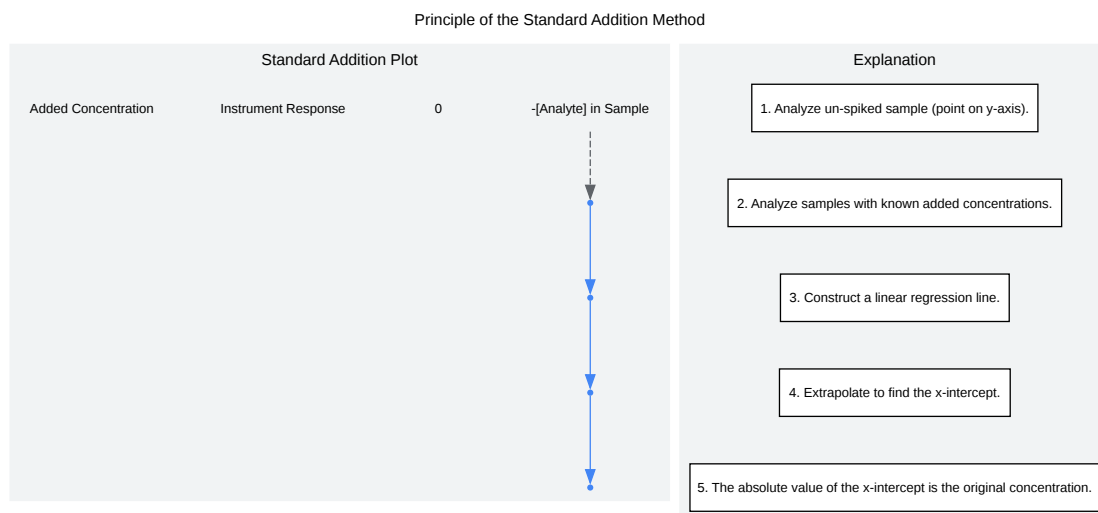 Principle of the Standard Addition Method
Standard Addition Plot
Added Concentration
Instrument Response
0
-[Analyte] in Sample
Explanation
1. Analyze un-spiked sample (point on y-axis).
2. Analyze samples with known added concentrations.
3. Construct a linear regression line.
4. Extrapolate to find the x-intercept.
5. The absolute value of the x-intercept is the original concentration.